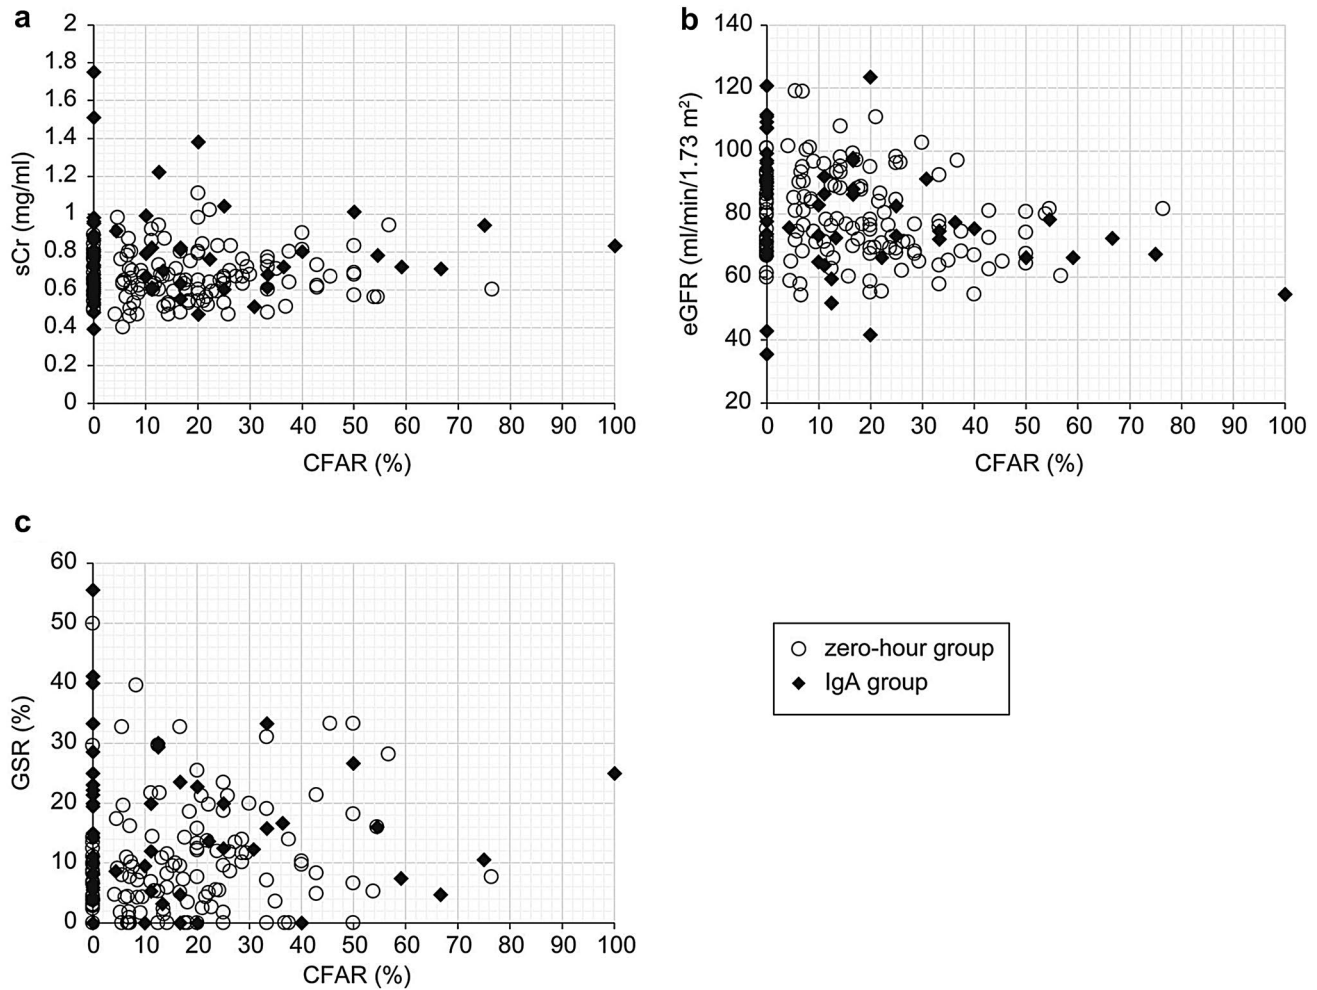 a
b
2
1.8
1.6
1.4
1.2
1
0.8
0.6
0.4
0.2
0
sCr (mg/ml)
0 10 20 30 40 50 60 70 80 90 100
CFAR (%)
140
120
100
80
60
40
20
eGFR (ml/min/1.73 m²)
0 10 20 30 40 50 60 70 80 90 100
CFAR (%)
c
60
50
40
30
20
10
0
GSR (%)
0 10 20 30 40 50 60 70 80 90 100
CFAR (%)
zero-hour group
IgA group